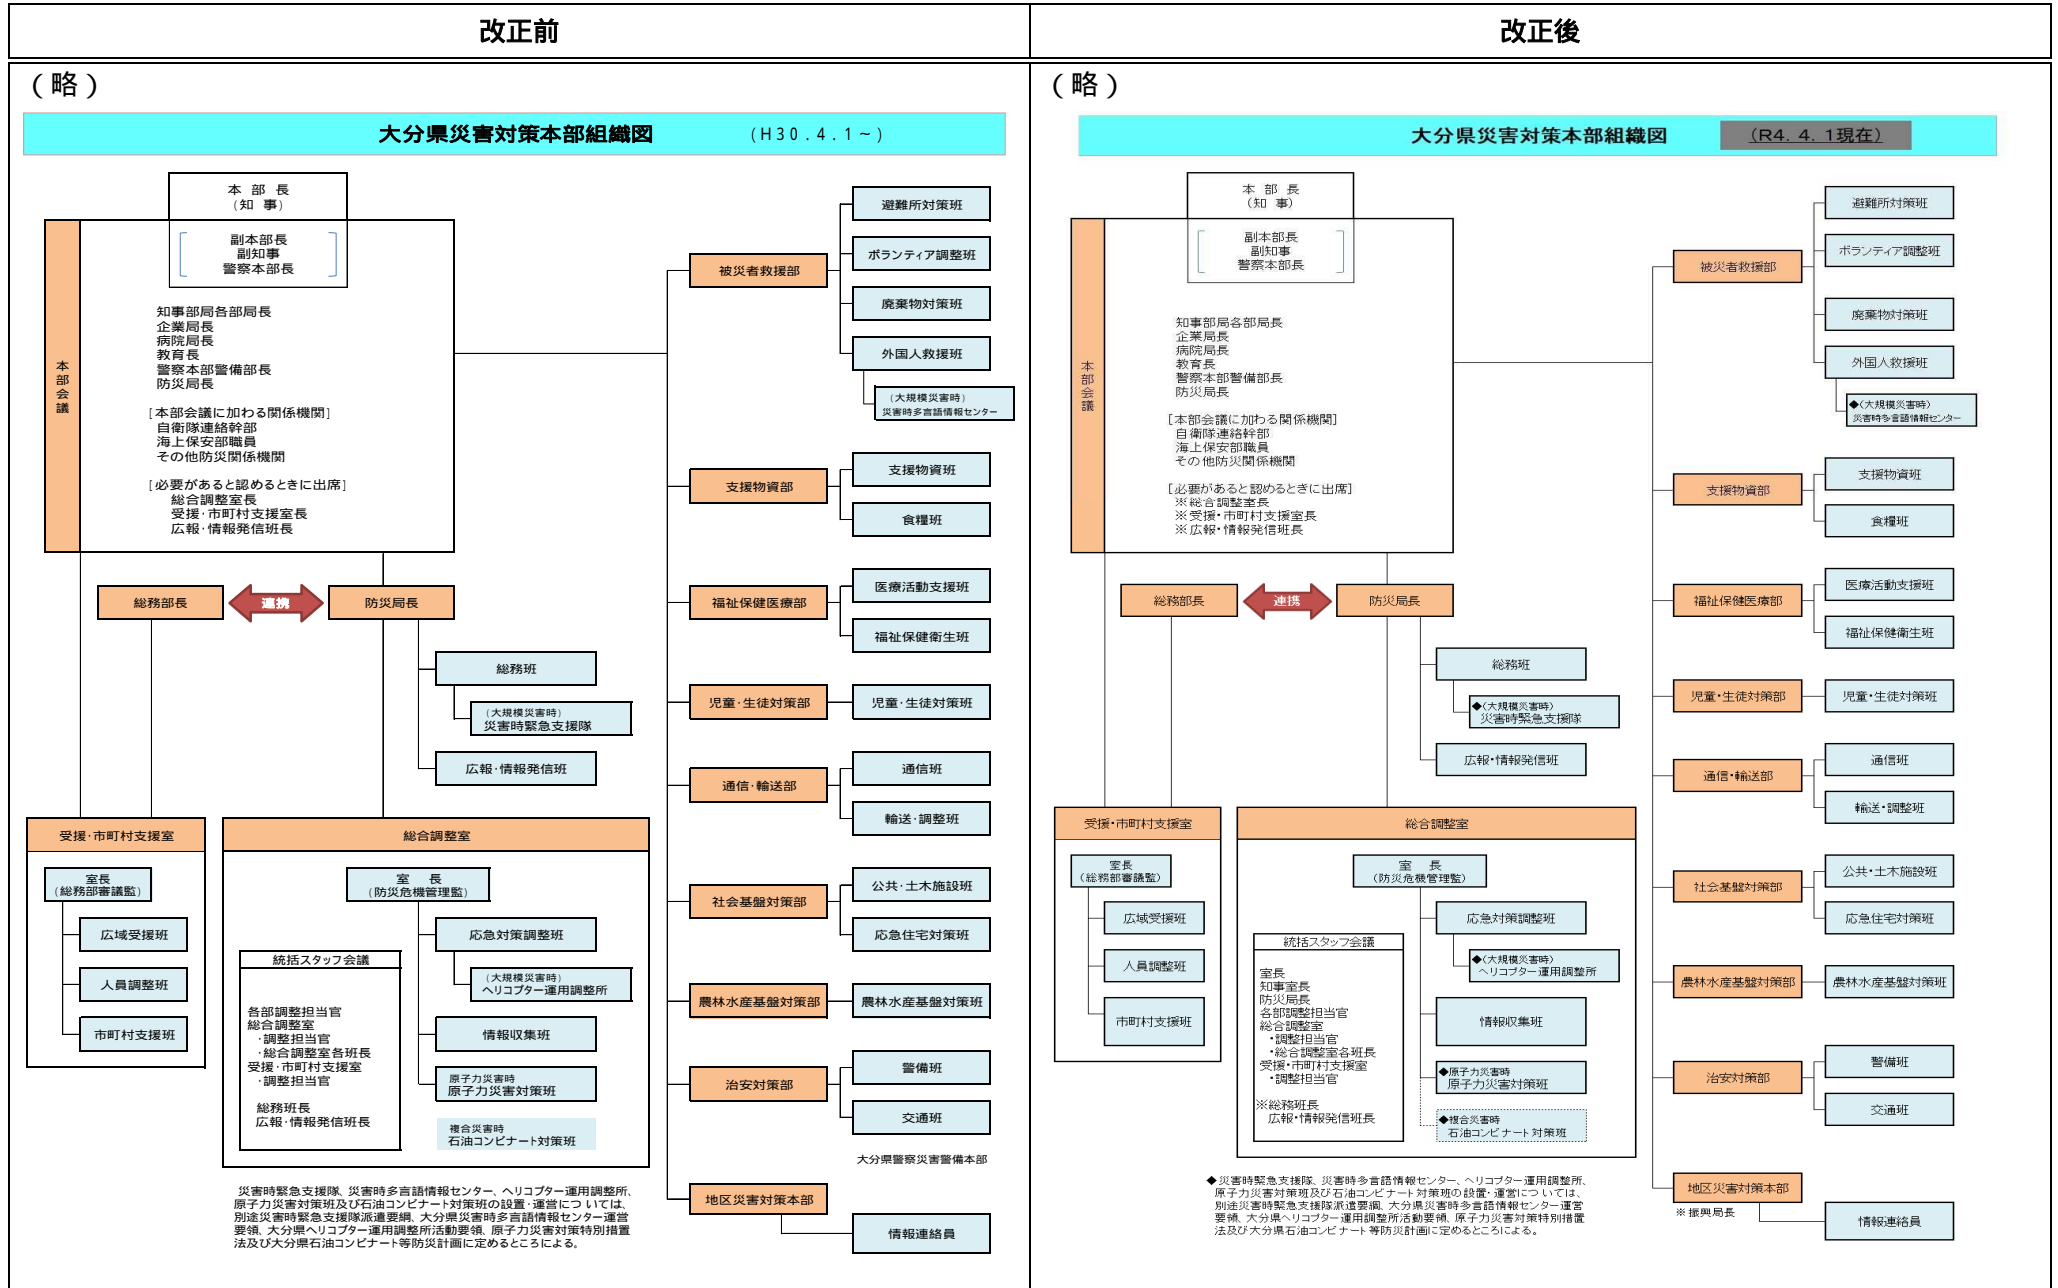 改正前
(略)
大分県災害対策本部組織図 (H30.4.1~)
本部長
(知事)
副本部長
副知事
警察本部長
本部会議
知事部局各部局長
企業局長
病院局長
教育長
警察本部警備部長
防災局長
[本部会議に加わる関係機関]
自衛隊連絡幹部
海上保安部職員
その他防災関係機関
[必要があると認めるときに出席]
総合調整室長
受援・市町村支援室長
広報・情報発信班長
総務部長
連携
防災局長
総務班
(大規模災害時)
災害時緊急支援隊
広報・情報発信班
受援・市町村支援室
室長
(総務部審議監)
広域受援班
人員調整班
市町村支援班
総合調整室
室 長
(防災危機管理監)
統括スタッフ会議
各部調整担当官
総合調整室
・調整担当官
・総合調整室各班長
受援・市町村支援室
・調整担当官
総務班長
広報・情報発信班長
応急対策調整班
(大規模災害時)
ヘリコプター運用調整所
情報収集班
原子力災害時
原子力災害対策班
複合災害時
石油コンビナート対策班
災害時緊急支援隊、災害時多言語情報センター、ヘリコプター運用調整所、
原子力災害対策班及び石油コンビナート対策班の設置・運営については、
別途災害時緊急支援隊派遣要綱、大分県災害時多言語情報センター運営
要領、大分県ヘリコプター運用調整所活動要領、原子力災害対策特別措置
法及び大分県石油コンビナート等防災計画に定めるところによる。
被災者救援部
避難所対策班
ボランティア調整班
廃棄物対策班
外国人救援班
(大規模災害時)
災害時多言語情報センター
支援物資部
支援物資班
食糧班
福祉保健医療部
医療活動支援班
福祉保健衛生班
児童・生徒対策部
児童・生徒対策班
通信・輸送部
通信班
輸送・調整班
社会基盤対策部
公共・土木施設班
応急住宅対策班
農林水産基盤対策部
農林水産基盤対策班
治安対策部
警備班
交通班
大分県警察災害警備本部
地区災害対策本部
情報連絡員
改正後
(略)
大分県災害対策本部組織図 (R4.4.1現在)
本部長
(知事)
副本部長
副知事
警察本部長
本部会議
知事部局各部局長
企業局長
病院局長
教育長
警察本部警備部長
防災局長
[本部会議に加わる関係機関]
自衛隊連絡幹部
海上保安部職員
その他防災関係機関
[必要があると認めるときに出席]
※総合調整室長
※受援・市町村支援室長
※広報・情報発信班長
総務部長
連携
防災局長
総務班
◆(大規模災害時)
災害時緊急支援隊
広報・情報発信班
受援・市町村支援室
室長
(総務部審議監)
広域受援班
人員調整班
市町村支援班
総合調整室
室 長
(防災危機管理監)
統括スタッフ会議
室長
知事室長
防災局長
各部調整担当官
総合調整室
・調整担当官
・総合調整室各班長
受援・市町村支援室
・調整担当官
※総務班長
広報・情報発信班長
応急対策調整班
◆(大規模災害時)
ヘリコプター運用調整所
情報収集班
◆原子力災害時
原子力災害対策班
◆複合災害時
石油コンビナート対策班
◆災害時緊急支援隊、災害時多言語情報センター、ヘリコプター運用調整所、
原子力災害対策班及び石油コンビナート対策班の設置・運営については、
別途災害時緊急支援隊派遣要綱、大分県災害時多言語情報センター運営
要領、大分県ヘリコプター運用調整所活動要領、原子力災害対策特別措置
法及び大分県石油コンビナート等防災計画に定めるところによる。
被災者救援部
避難所対策班
ボランティア調整班
廃棄物対策班
外国人救援班
◆(大規模災害時)
災害時多言語情報センター
支援物資部
支援物資班
食糧班
福祉保健医療部
医療活動支援班
福祉保健衛生班
児童・生徒対策部
児童・生徒対策班
通信・輸送部
通信班
輸送・調整班
社会基盤対策部
公共・土木施設班
応急住宅対策班
農林水産基盤対策部
農林水産基盤対策班
治安対策部
警備班
交通班
地区災害対策本部
※振興局長
情報連絡員